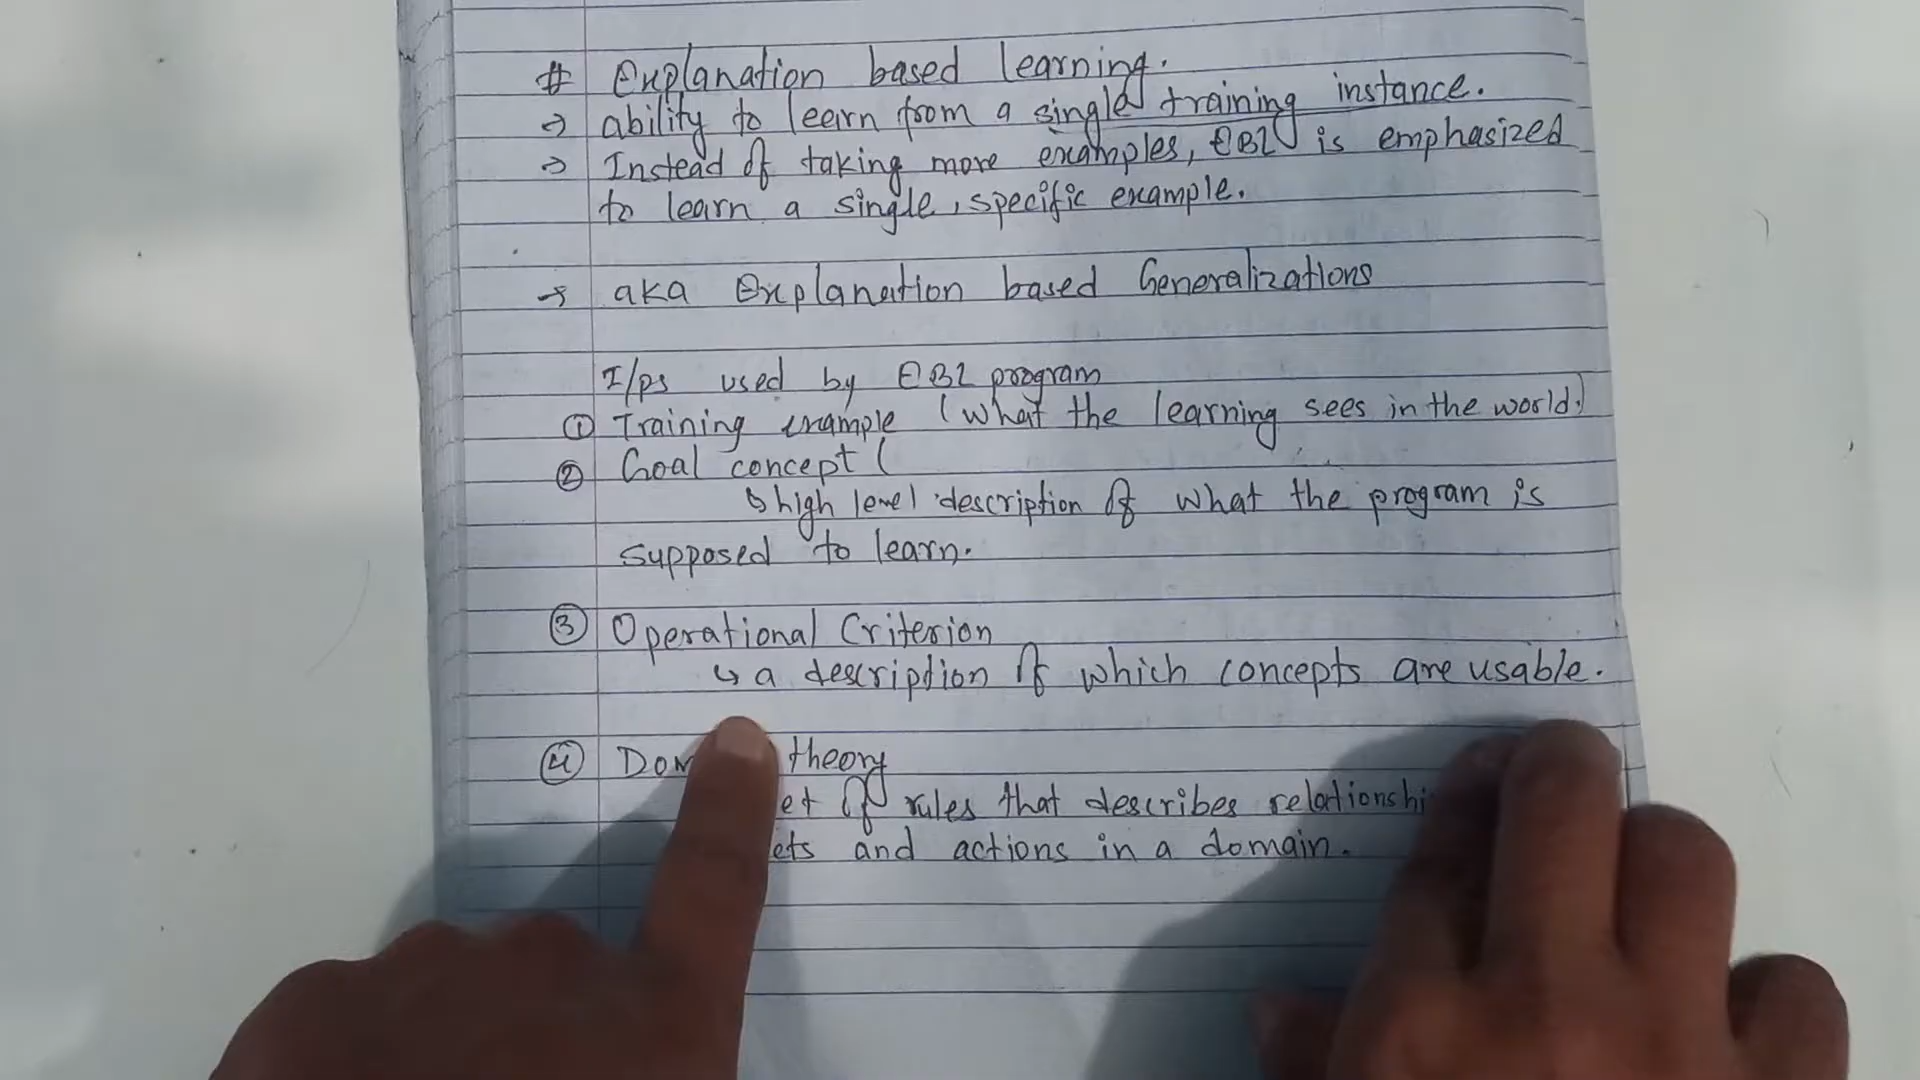 # Explanation based learning.
→ ability to learn from a single training instance.
→ Instead of taking more examples, EBL is emphasized
to learn a single, specific example.
→ aka Explanation based Generalizations
I/ps used by EBL program
① Training example (what the learning sees in the world.)
② Goal concept (
↳ high level description of what the program is
supposed to learn.
③ Operational Criterion
↳ a description of which concepts are usable.
④ theory
of rules that describes
and actions in a domain.